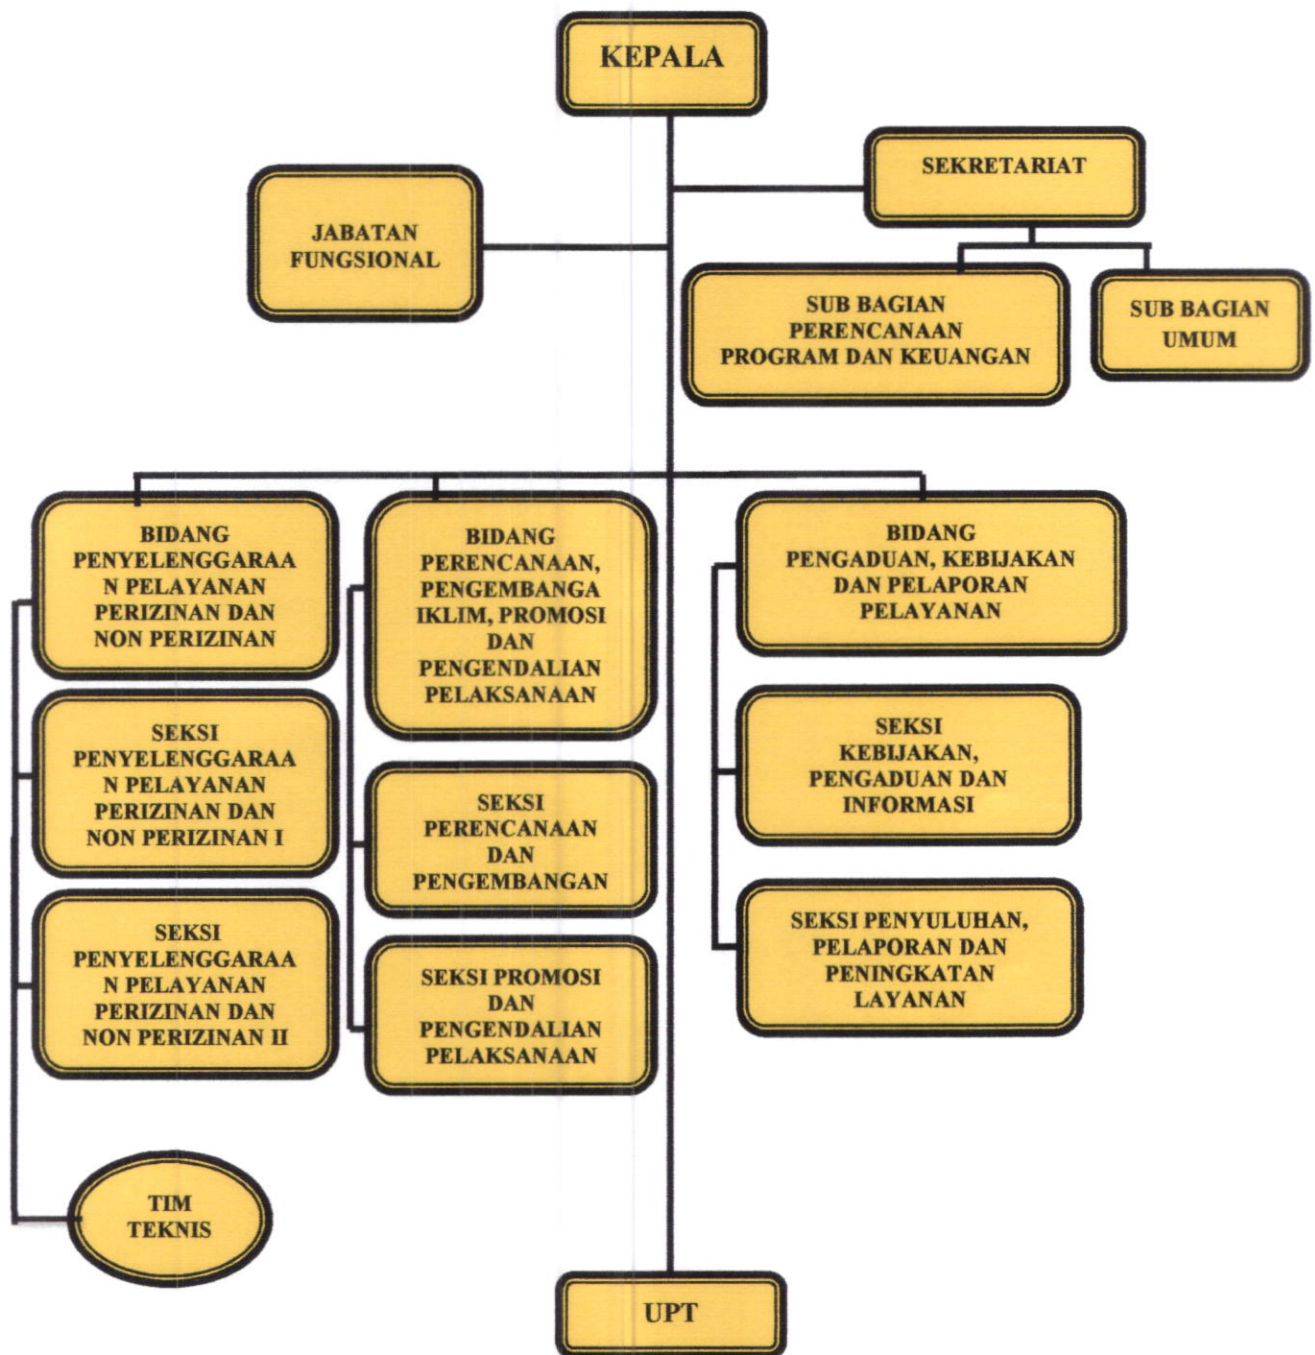 KEPALA
SEKRETARIAT
JABATAN
FUNGSIONAL
SUB BAGIAN
PERENCANAAN
PROGRAM DAN KEUANGAN
SUB BAGIAN
UMUM
BIDANG
PENYELENGGARAA
N PELAYANAN
PERIZINAN DAN
NON PERIZINAN
BIDANG
PERENCANAAN,
PENGEMBANGA
IKLIM, PROMOSI
DAN
PENGENDALIAN
PELAKSANAAN
BIDANG
PENGADUAN, KEBIJAKAN
DAN PELAPORAN
PELAYANAN
SEKSI
PENYELENGGARAA
N PELAYANAN
PERIZINAN DAN
NON PERIZINAN I
SEKSI
PERENCANAAN
DAN
PENGEMBANGAN
SEKSI
KEBIJAKAN,
PENGADUAN DAN
INFORMASI
SEKSI
PENYELENGGARAA
N PELAYANAN
PERIZINAN DAN
NON PERIZINAN II
SEKSI PROMOSI
DAN
PENGENDALIAN
PELAKSANAAN
SEKSI PENYULUHAN,
PELAPORAN DAN
PENINGKATAN
LAYANAN
TIM
TEKNIS
UPT